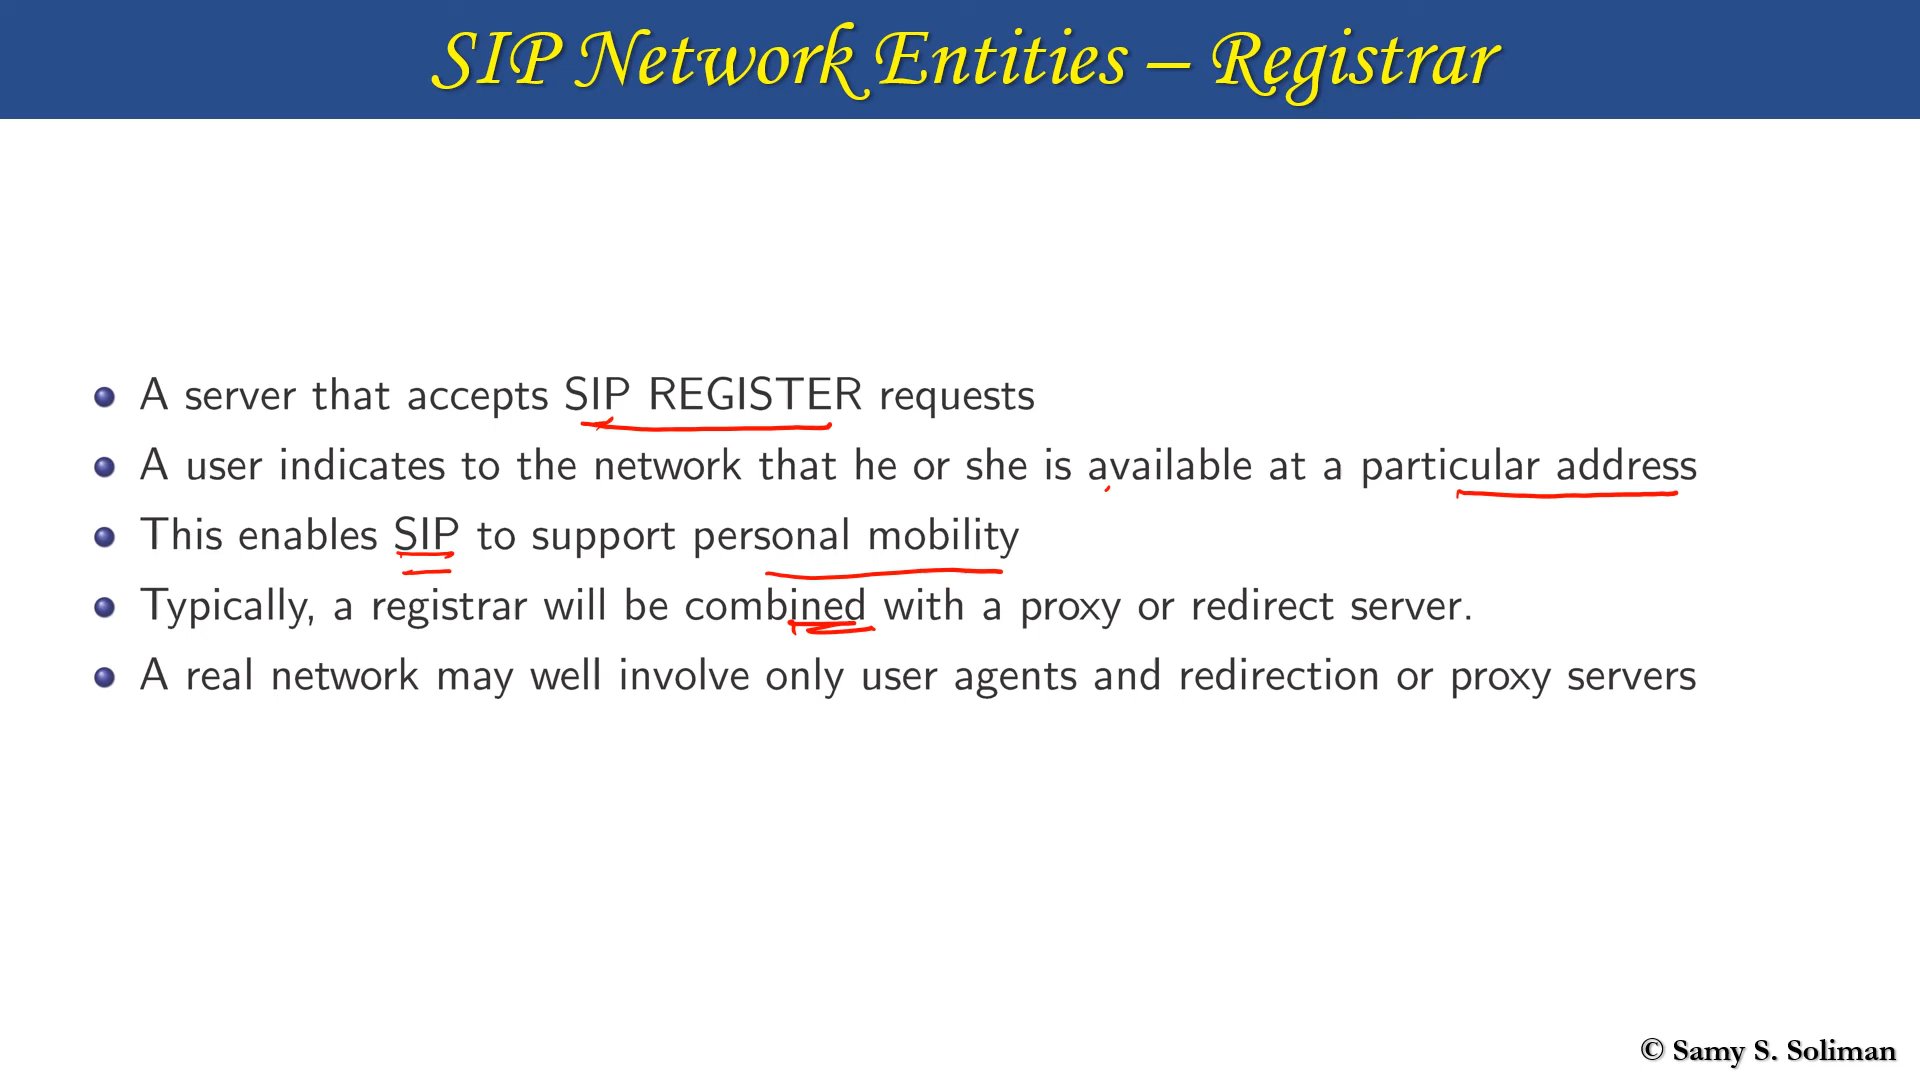 SIP Network Entities – Registrar
A server that accepts SIP REGISTER requests
A user indicates to the network that he or she is available at a particular address
This enables SIP to support personal mobility
Typically, a registrar will be combined with a proxy or redirect server.
A real network may well involve only user agents and redirection or proxy servers
© Samy S. Soliman